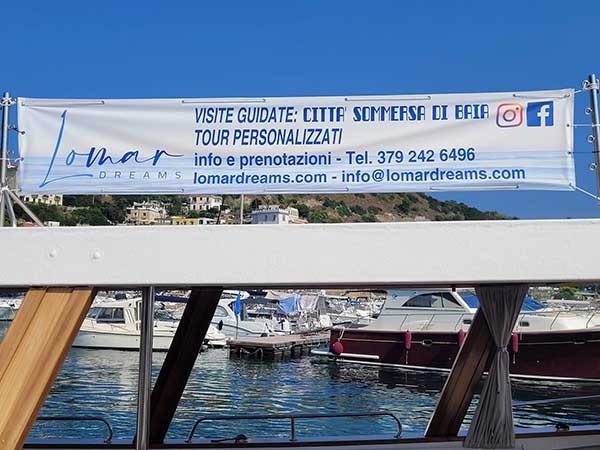 Lomar
DREAMS
VISITE GUIDATE: CITTA' SOMMERSA DI BAIA
TOUR PERSONALIZZATI
info e prenotazioni - Tel. 379 242 6496
lomardreams.com - info@lomardreams.com